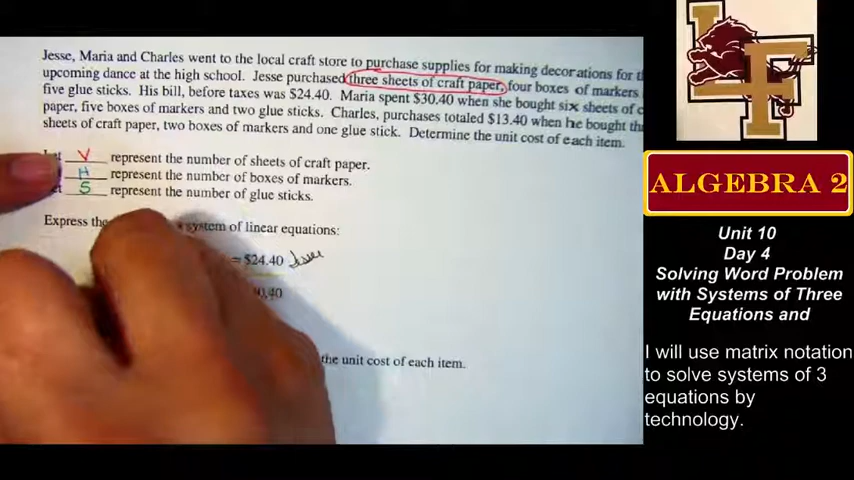 Jesse, Maria and Charles went to the local craft store to purchase supplies for making decorations for
upcoming dance at the high school. Jesse purchased three sheets of craft paper, four boxes of markers
five glue sticks. His bill, before taxes was $24.40. Maria spent $30.40 when she bought six sheets of
paper, five boxes of markers and two glue sticks. Charles, purchases totaled $13.40 when he bought
sheets of craft paper, two boxes of markers and one glue stick. Determine the unit cost of each item.
V represent the number of sheets of craft paper.
H represent the number of boxes of markers.
S represent the number of glue sticks.
Express the system of linear equations:
= $24.40 Jesse
the unit cost of each item.
LF
ALGEBRA 2
Unit 10
Day 4
Solving Word Problem
with Systems of Three
Equations and
I will use matrix notation
to solve systems of 3
equations by
technology.